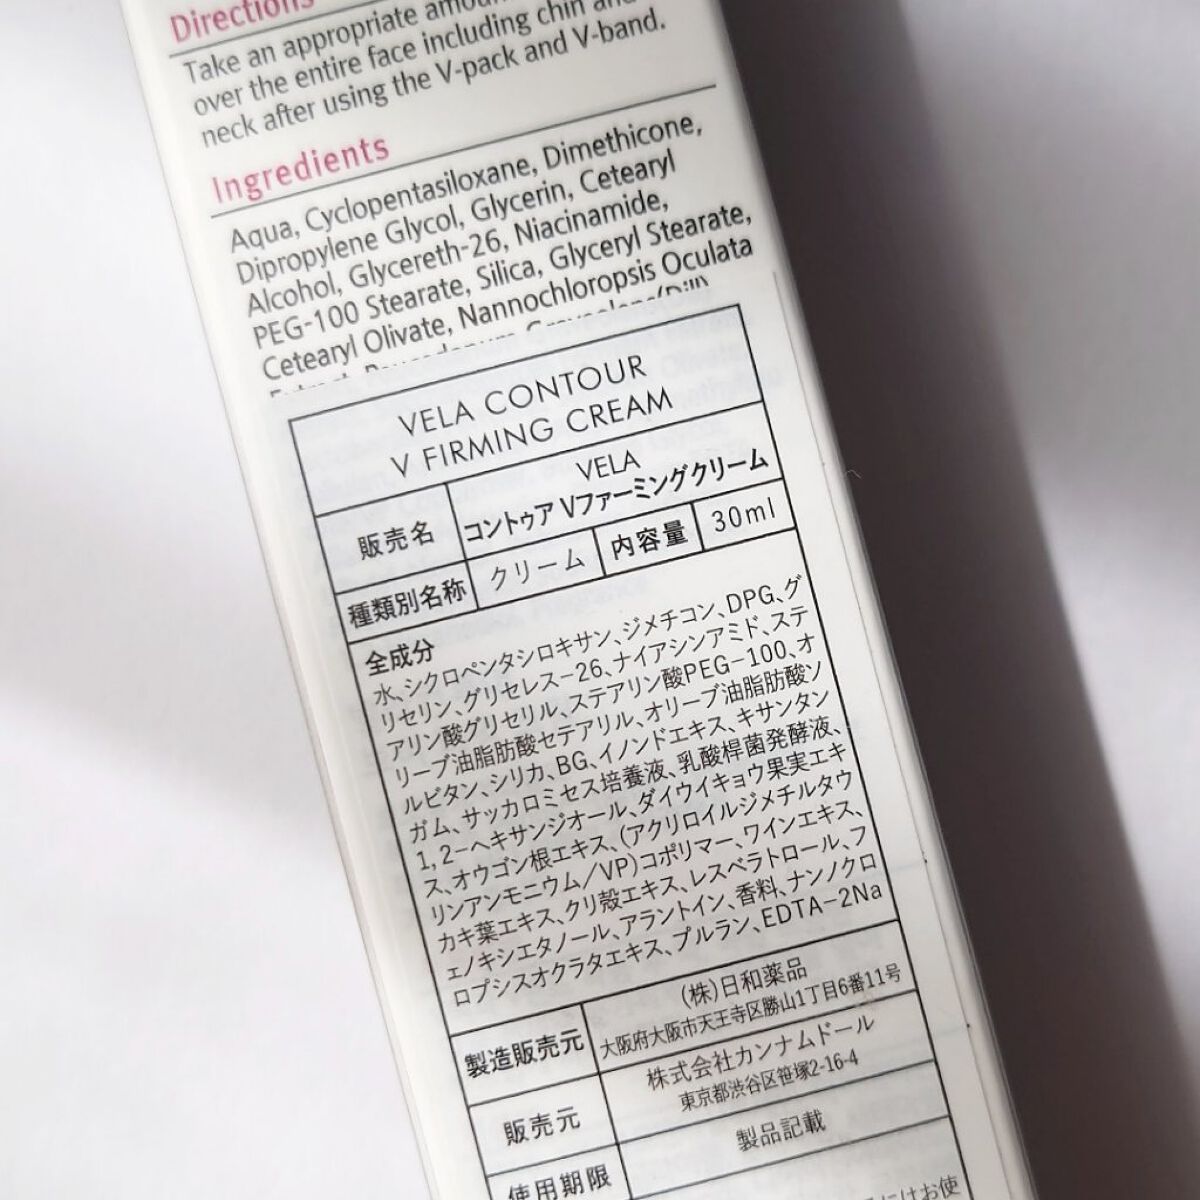 Directions
Take an appropriate
over the entire face including chin and
neck after using the V-pack and V-band.
Ingredients
Aqua, Cyclopentasiloxane, Dimethicone,
Dipropylene Glycol, Glycerin, Cetearyl
Alcohol, Glycereth-26, Niacinamide,
PEG-100 Stearate, Silica, Glyceryl Stearate,
Cetearyl Olivate, Nannochloropsis Oculata
VELA CONTOUR
V FIRMING CREAM
販売名
VELA
コントゥア Vファーミングクリーム
種類別名称 クリーム 内容量 30ml
全成分
水、シクロペンタシロキサン、ジメチコン、DPG、グ
リセリン、グリセレス-26、ナイアシンアミド、ステ
アリン酸グリセリル、ステアリン酸PEG-100、オ
リーブ油脂肪酸セテアリル、オリーブ油脂肪酸ソ
ルビタン、シリカ、BG、イノンドエキス、キサンタン
ガム、サッカロミセス培養液、乳酸桿菌発酵液、
1,2-ヘキサンジオール、ダイウイキョウ果実エキ
ス、オウゴン根エキス、(アクリロイルジメチルタウ
リンアンモニウム/VP)コポリマー、ワインエキス、
カキ葉エキス、クリ殻エキス、レスベラトロール、フ
ェノキシエタノール、アラントイン、香料、ナンノクロ
ロプシスオクラタエキス、プルラン、EDTA-2Na
製造販売元
(株)日和薬品
大阪府大阪市天王寺区勝山1丁目6番11号
販売元
株式会社カンナムドール
東京都渋谷区笹塚2-16-4
使用期限 製品記載
にはお使